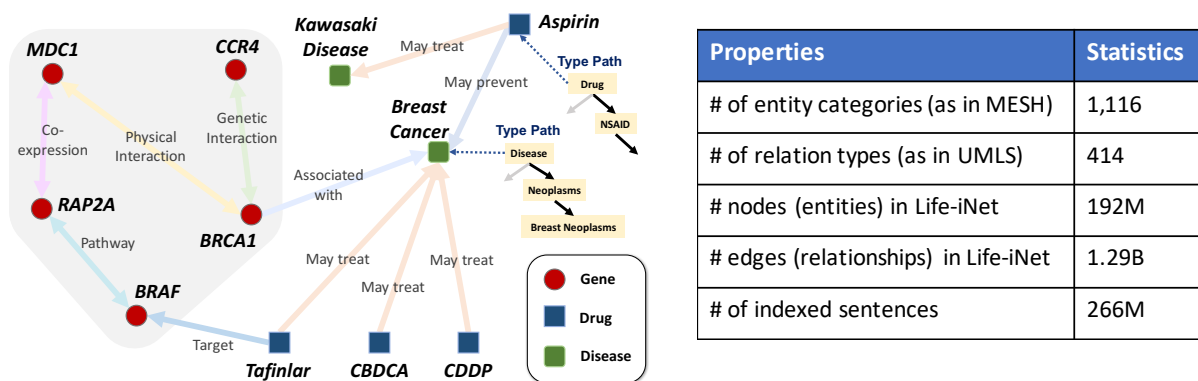 MDC1
CCR4
Kawasaki
Disease
Aspirin
May treat
May prevent
Type Path
Drug
NSAID
Co-
expression
Physical
Interaction
Genetic
Interaction
Breast
Cancer
Type Path
Disease
Neoplasms
Breast Neoplasms
Associated
with
RAP2A
BRCA1
Pathway
BRAF
Target
May treat
May treat
May treat
Tafinlar
CBDCA
CDDP
Gene
Drug
Disease
Properties Statistics
# of entity categories (as in MESH) 1,116
# of relation types (as in UMLS) 414
# nodes (entities) in Life-iNet 192M
# edges (relationships) in Life-iNet 1.29B
# of indexed sentences 266M